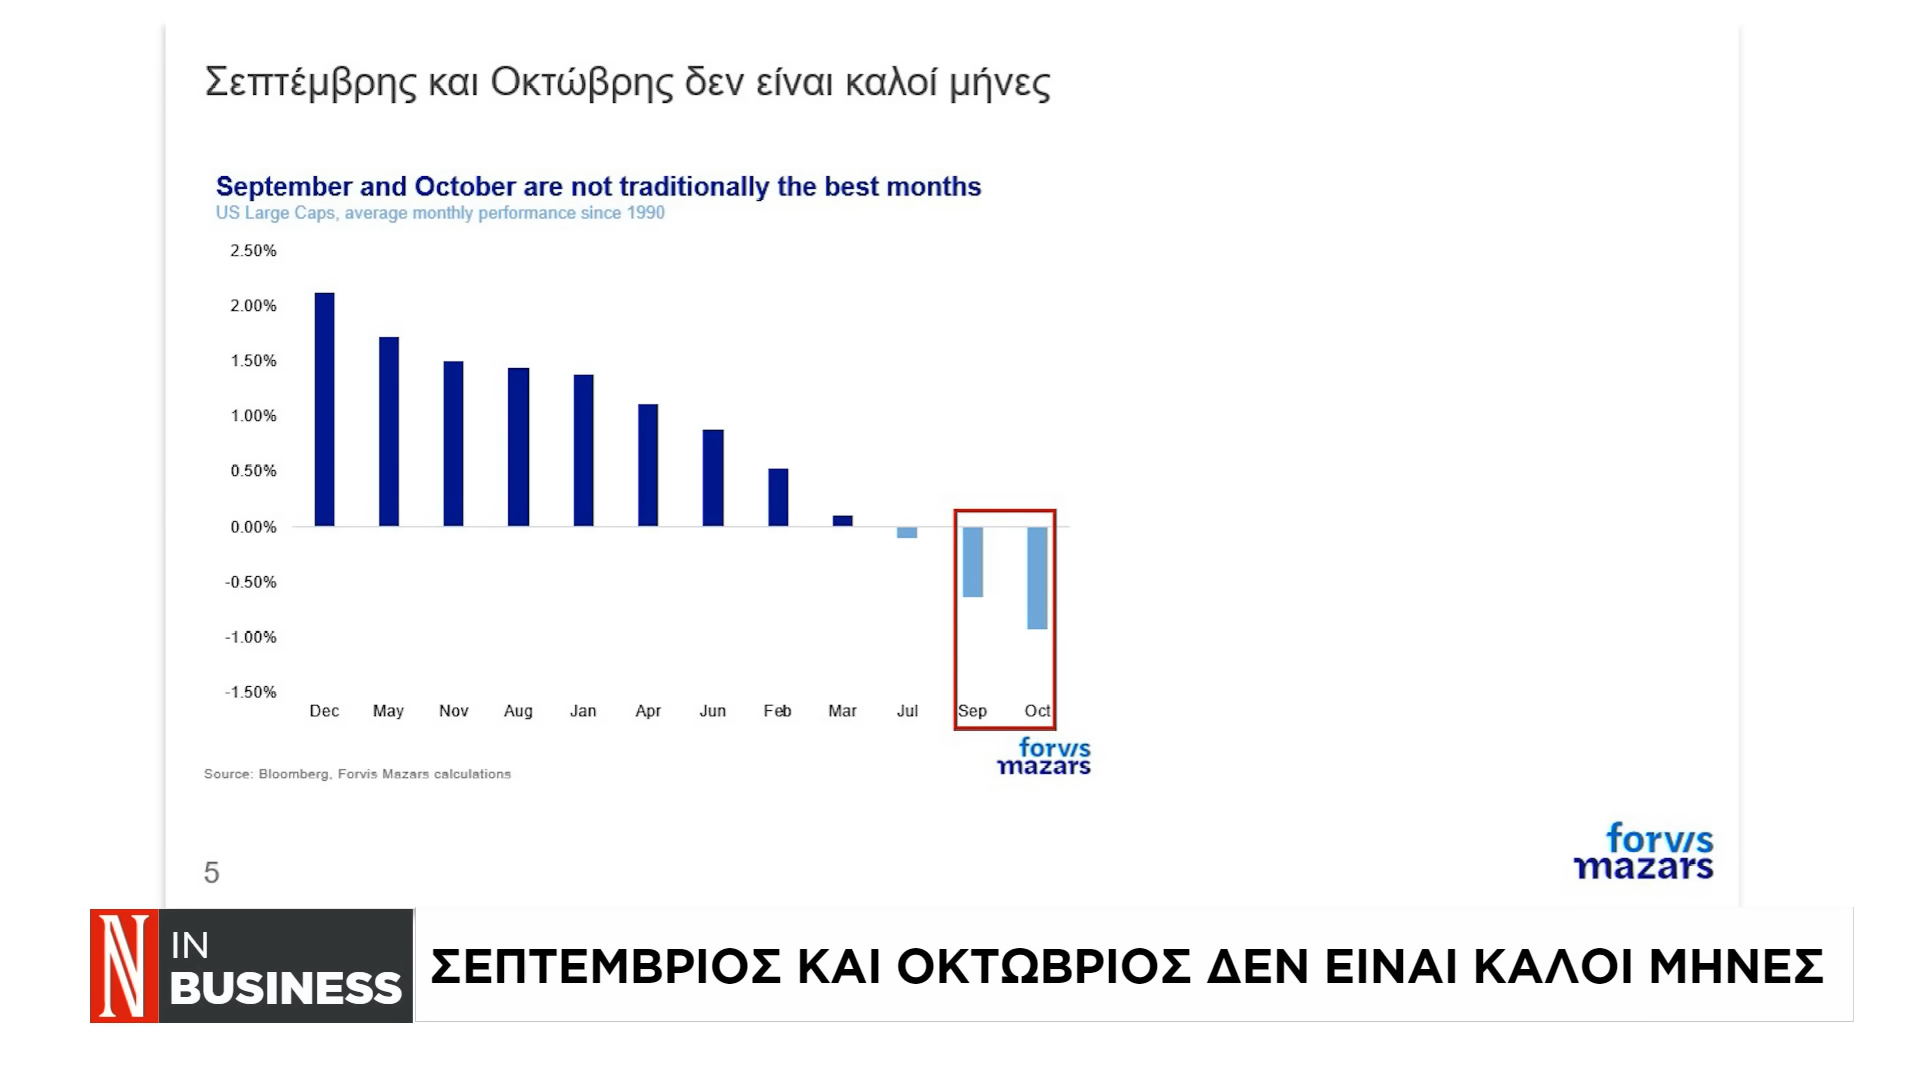 Σεπτέμβρης και Οκτώβρης δεν είναι καλοί μήνες
September and October are not traditionally the best months
US Large Caps, average monthly performance since 1990
2.50%
2.00%
1.50%
1.00%
0.50%
0.00%
-0.50%
-1.00%
-1.50%
Dec May Nov Aug Jan Apr Jun Feb Mar Jul Sep Oct
forvis
mazars
Source: Bloomberg, Forvis Mazars calculations
forvis
mazars
5
N IN
BUSINESS
ΣΕΠΤΕΜΒΡΙΟΣ ΚΑΙ ΟΚΤΩΒΡΙΟΣ ΔΕΝ ΕΙΝΑΙ ΚΑΛΟΙ ΜΗΝΕΣ